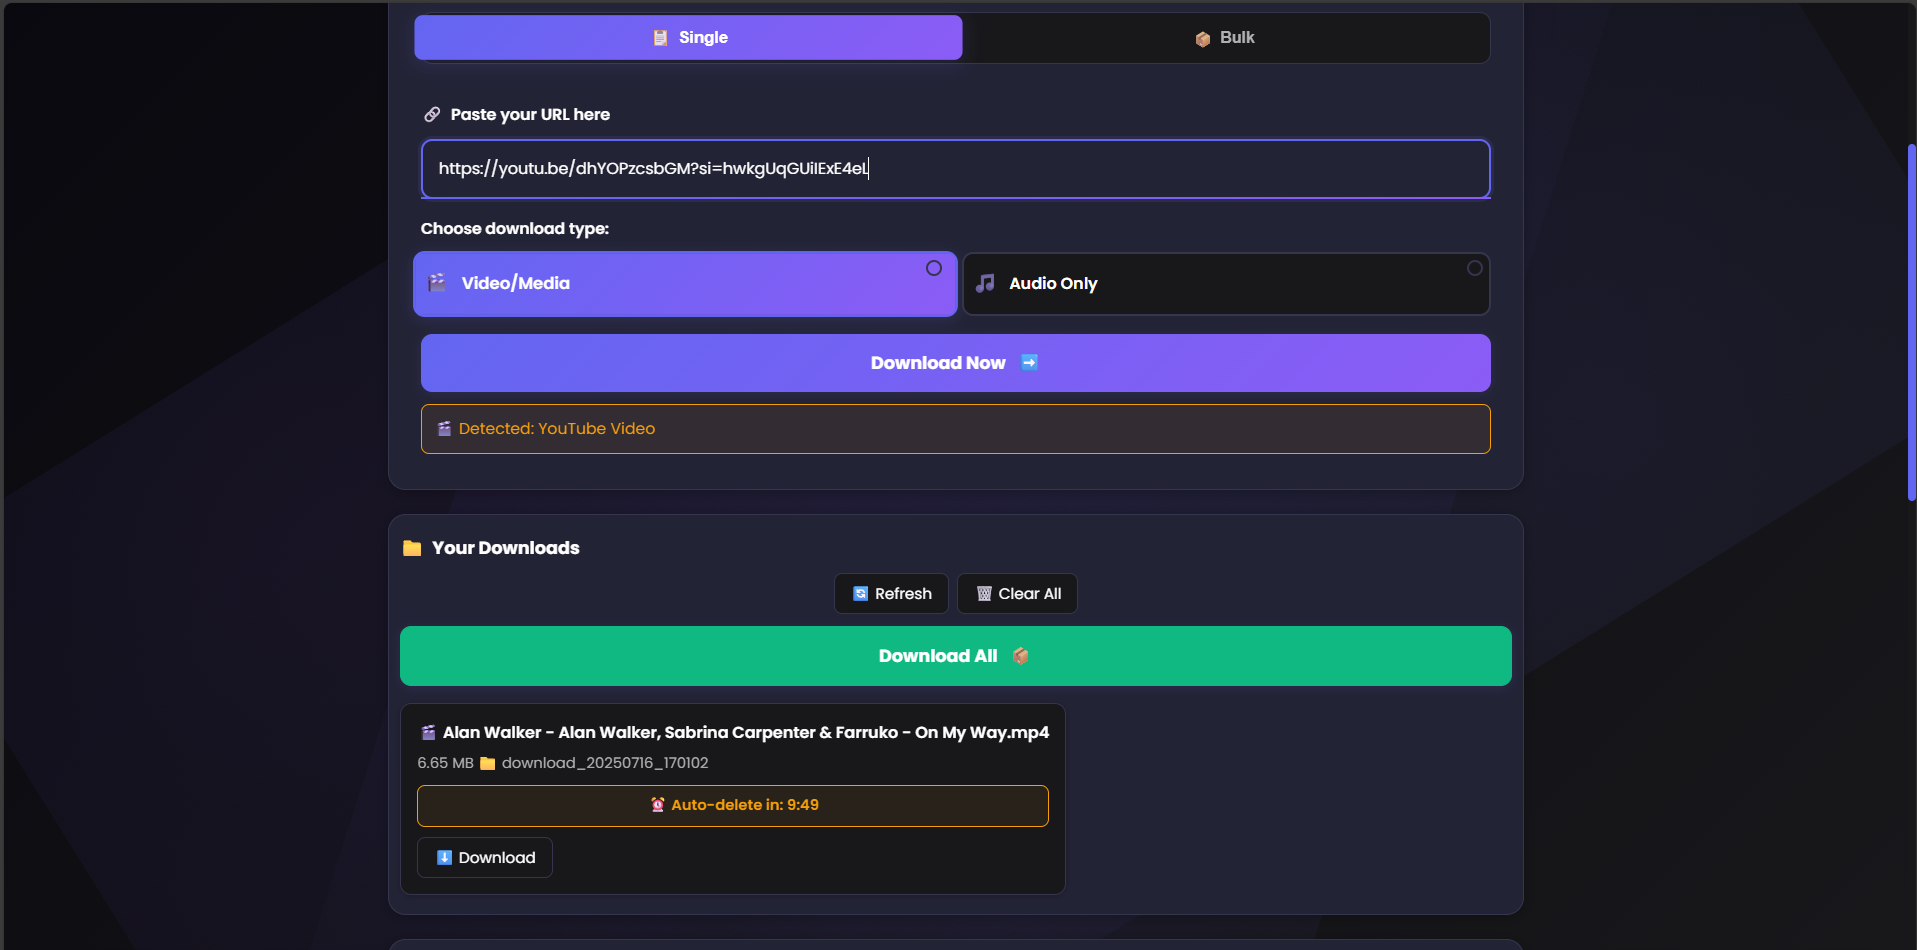 Single
Bulk
Paste your URL here
https://youtu.be/dhYOPzcsbGM?si=hwkgUqGUiIExE4eL
Choose download type:
Video/Media
Audio Only
Download Now
Detected: YouTube Video
Your Downloads
Refresh
Clear All
Download All
Alan Walker - Alan Walker, Sabrina Carpenter & Farruko - On My Way.mp4
6.65 MB download_20250716_170102
Auto-delete in: 9:49
Download